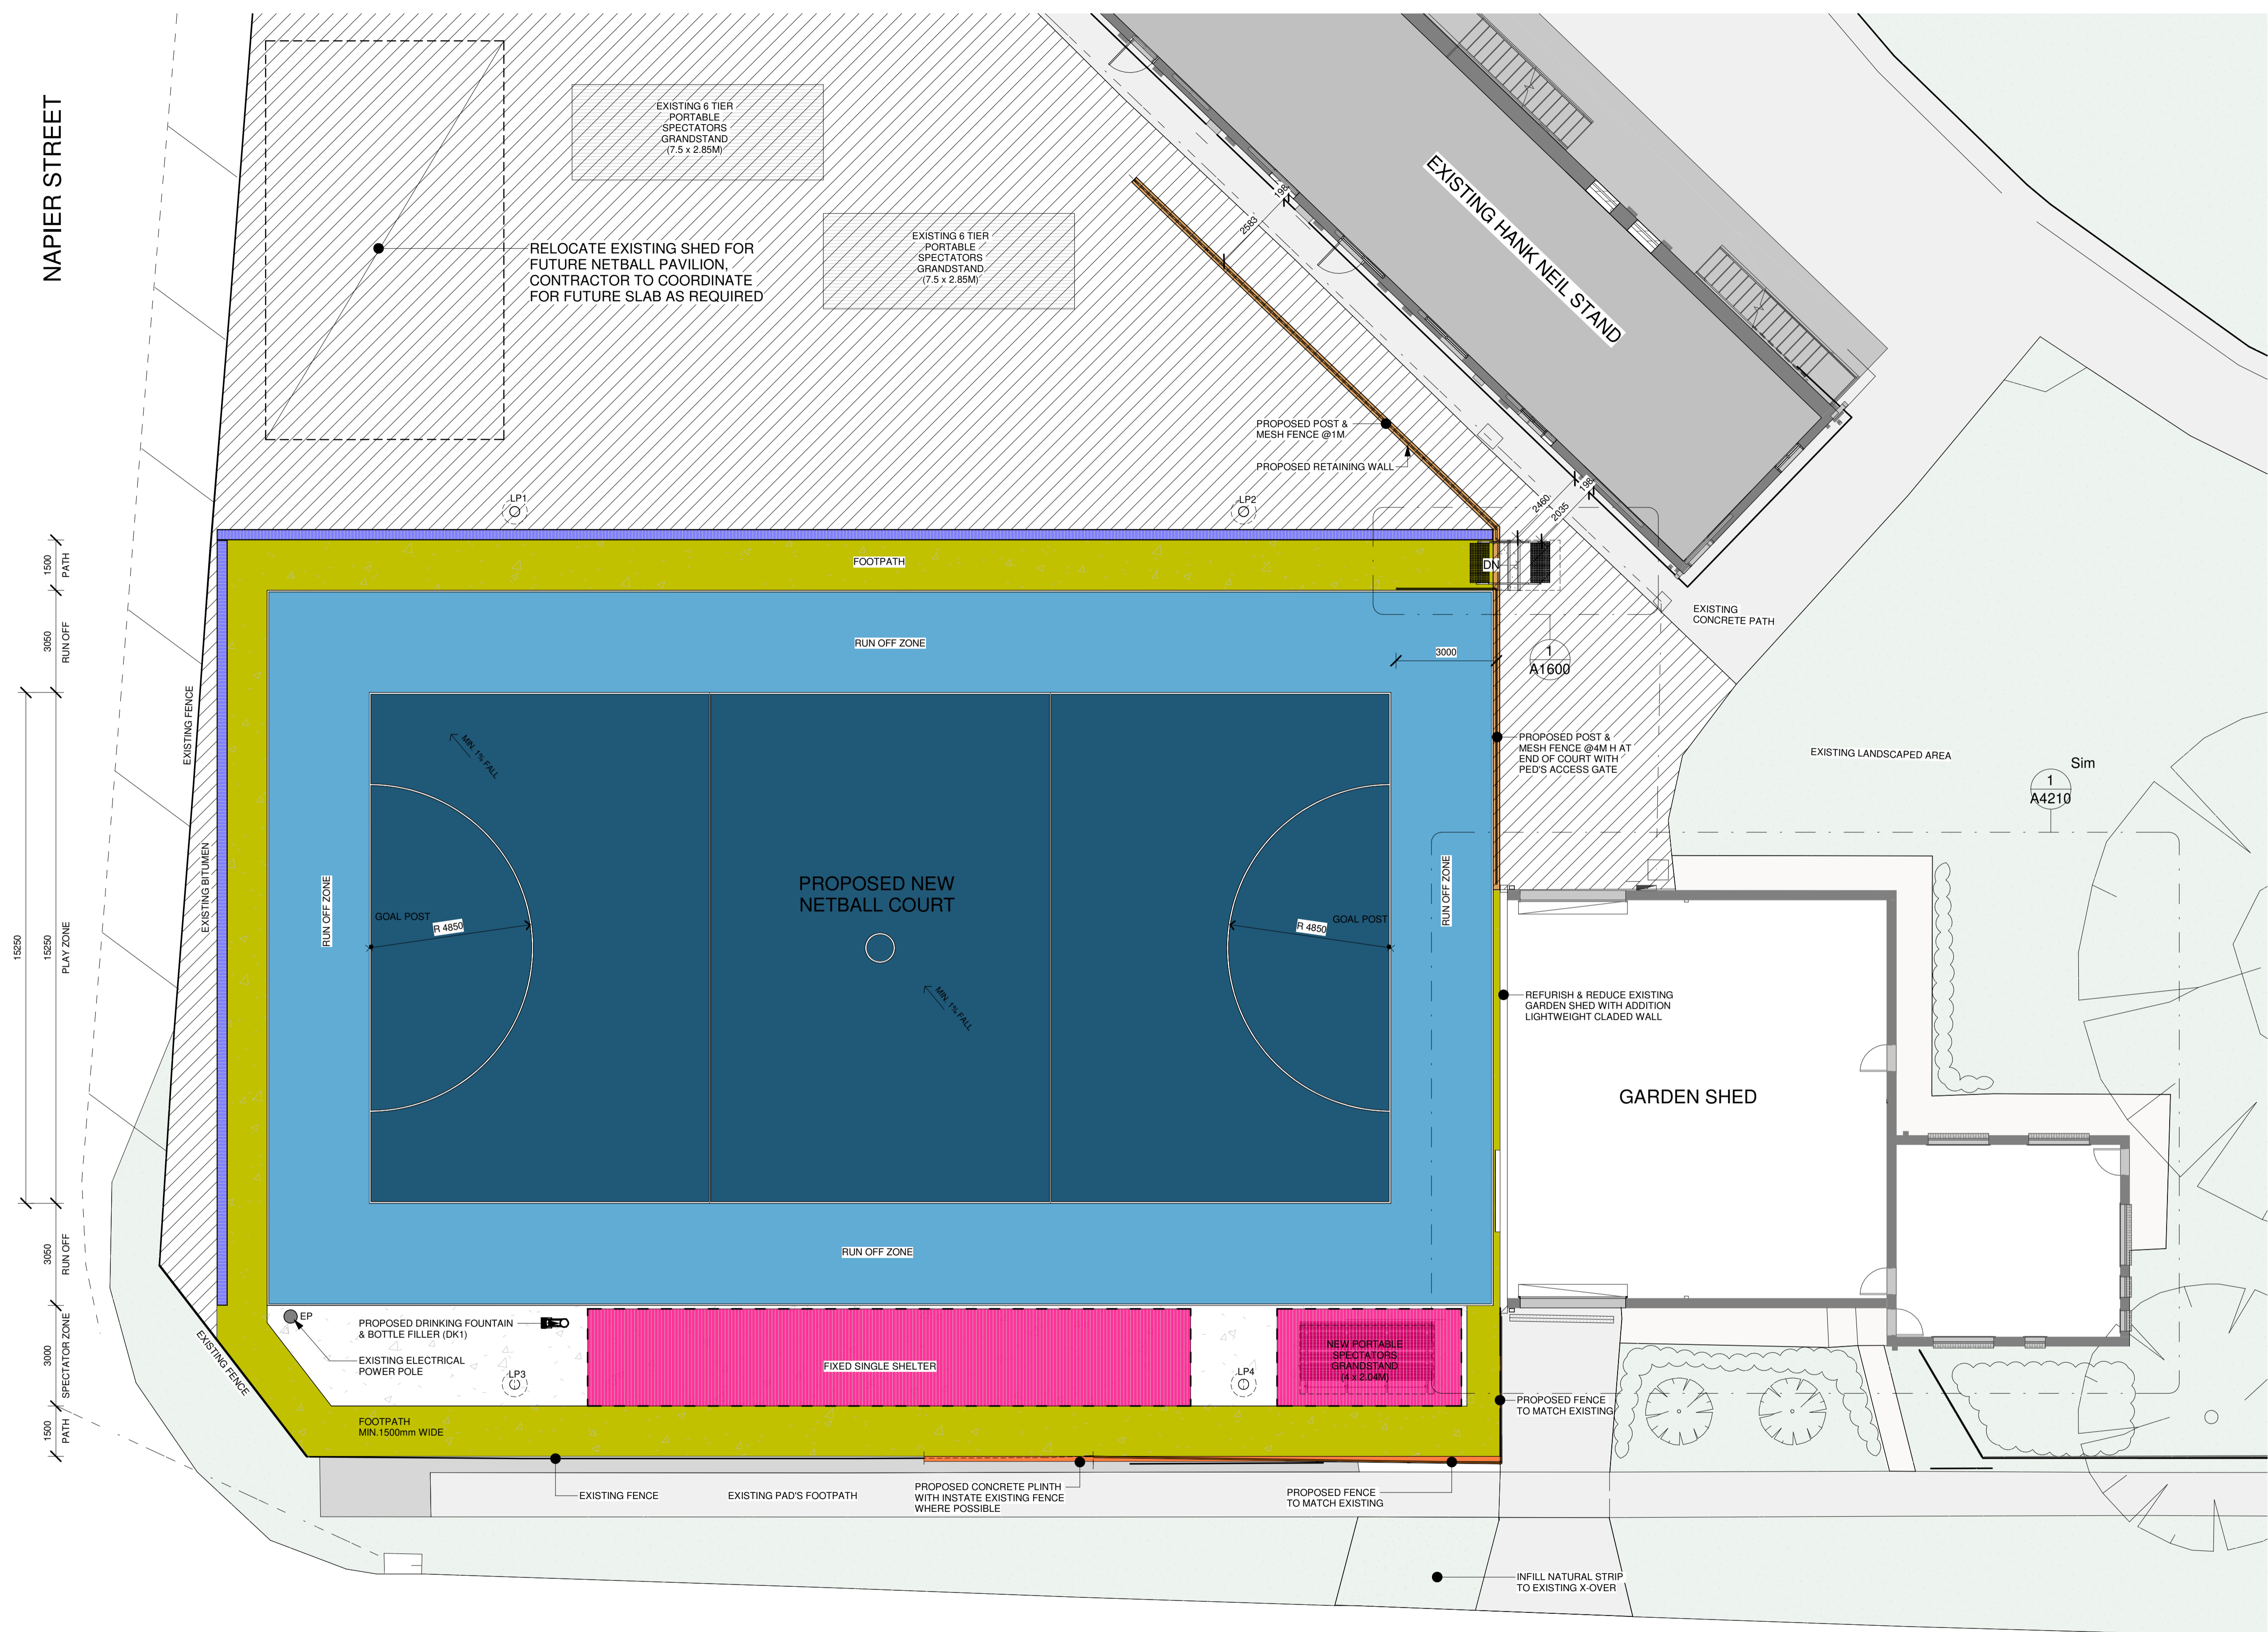 NAPIER STREET
EXISTING 6 TIER
PORTABLE
SPECTATORS
GRANDSTAND
(7.5 x 2.85M)
EXISTING 6 TIER
PORTABLE
SPECTATORS
GRANDSTAND
(7.5 x 2.85M)
RELOCATE EXISTING SHED FOR
FUTURE NETBALL PAVILION,
CONTRACTOR TO COORDINATE
FOR FUTURE SLAB AS REQUIRED
EXISTING HANK NEIL STAND
198
2583
PROPOSED POST &
MESH FENCE @1M
PROPOSED RETAINING WALL
LP1
LP2
198
2460
2035
1500
PATH
FOOTPATH
DN
3050
RUN OFF
RUN OFF ZONE
3000
1
A1600
EXISTING
CONCRETE PATH
EXISTING FENCE
MIN. 1% FALL
PROPOSED POST &
MESH FENCE @4M H AT
END OF COURT WITH
PED'S ACCESS GATE
EXISTING LANDSCAPED AREA
Sim
1
A4210
EXISTING BITUMEN
RUN OFF ZONE
PROPOSED NEW
NETBALL COURT
RUN OFF ZONE
GOAL POST
R 4850
GOAL POST
R 4850
15250
15250
PLAY ZONE
MIN. 1% FALL
REFURISH & REDUCE EXISTING
GARDEN SHED WITH ADDITION
LIGHTWEIGHT CLADED WALL
GARDEN SHED
3050
RUN OFF
RUN OFF ZONE
EP
PROPOSED DRINKING FOUNTAIN
& BOTTLE FILLER (DK1)
EXISTING ELECTRICAL
POWER POLE
3000
SPECTATOR ZONE
EXISTING FENCE
LP3
FIXED SINGLE SHELTER
LP4
NEW PORTABLE
SPECTATORS
GRANDSTAND
(4 x 2.04M)
PROPOSED FENCE
TO MATCH EXISTING
1500
PATH
FOOTPATH
MIN.1500mm WIDE
EXISTING FENCE
EXISTING PAD'S FOOTPATH
PROPOSED CONCRETE PLINTH
WITH INSTATE EXISTING FENCE
WHERE POSSIBLE
PROPOSED FENCE
TO MATCH EXISTING
INFILL NATURAL STRIP
TO EXISTING X-OVER